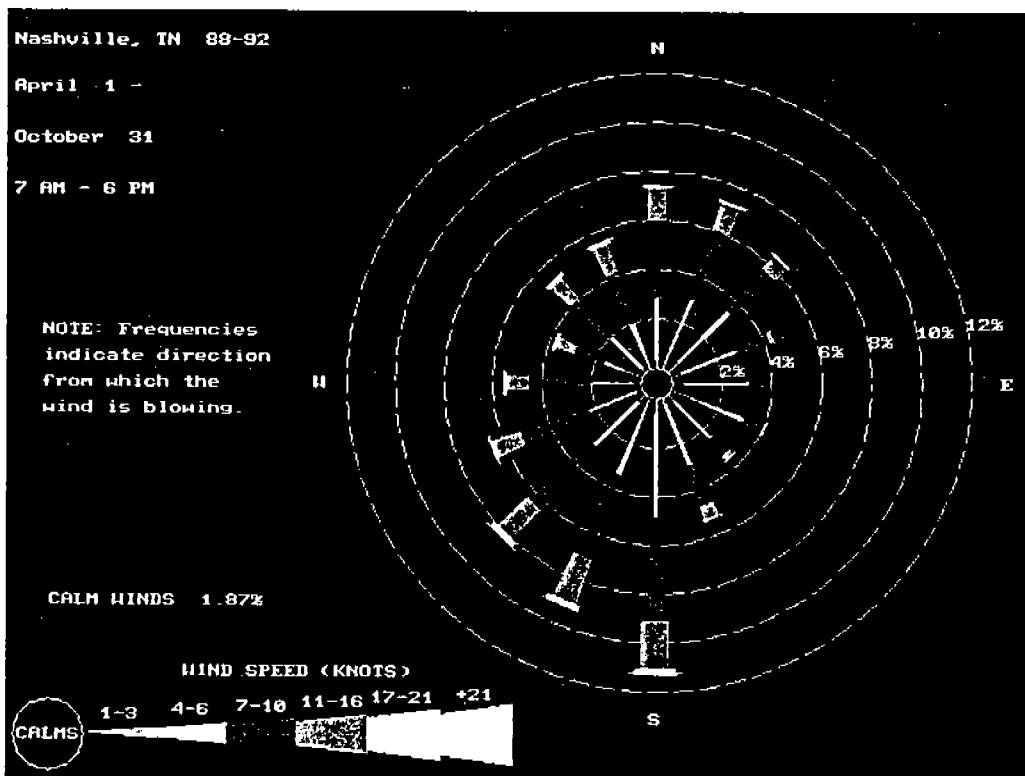 Nashville, TN 88-92
April 1 -
October 31
7 AM - 6 PM
N
NOTE: Frequencies
indicate direction
from which the
wind is blowing.
W
2% 4% 6% 8% 10% 12%
E
CALM WINDS 1.87%
S
WIND SPEED (KNOTS)
CALMS 1-3 4-6 7-10 11-16 17-21 +21